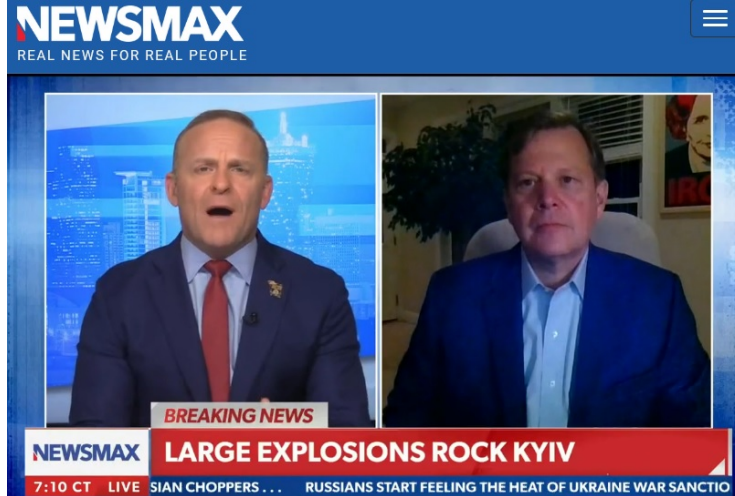 NEWSMAX
REAL NEWS FOR REAL PEOPLE
BREAKING NEWS
NEWSMAX LARGE EXPLOSIONS ROCK KYIV
7:10 CT LIVE SIAN CHOPPERS . . . RUSSIANS START FEELING THE HEAT OF UKRAINE WAR SANCTIO